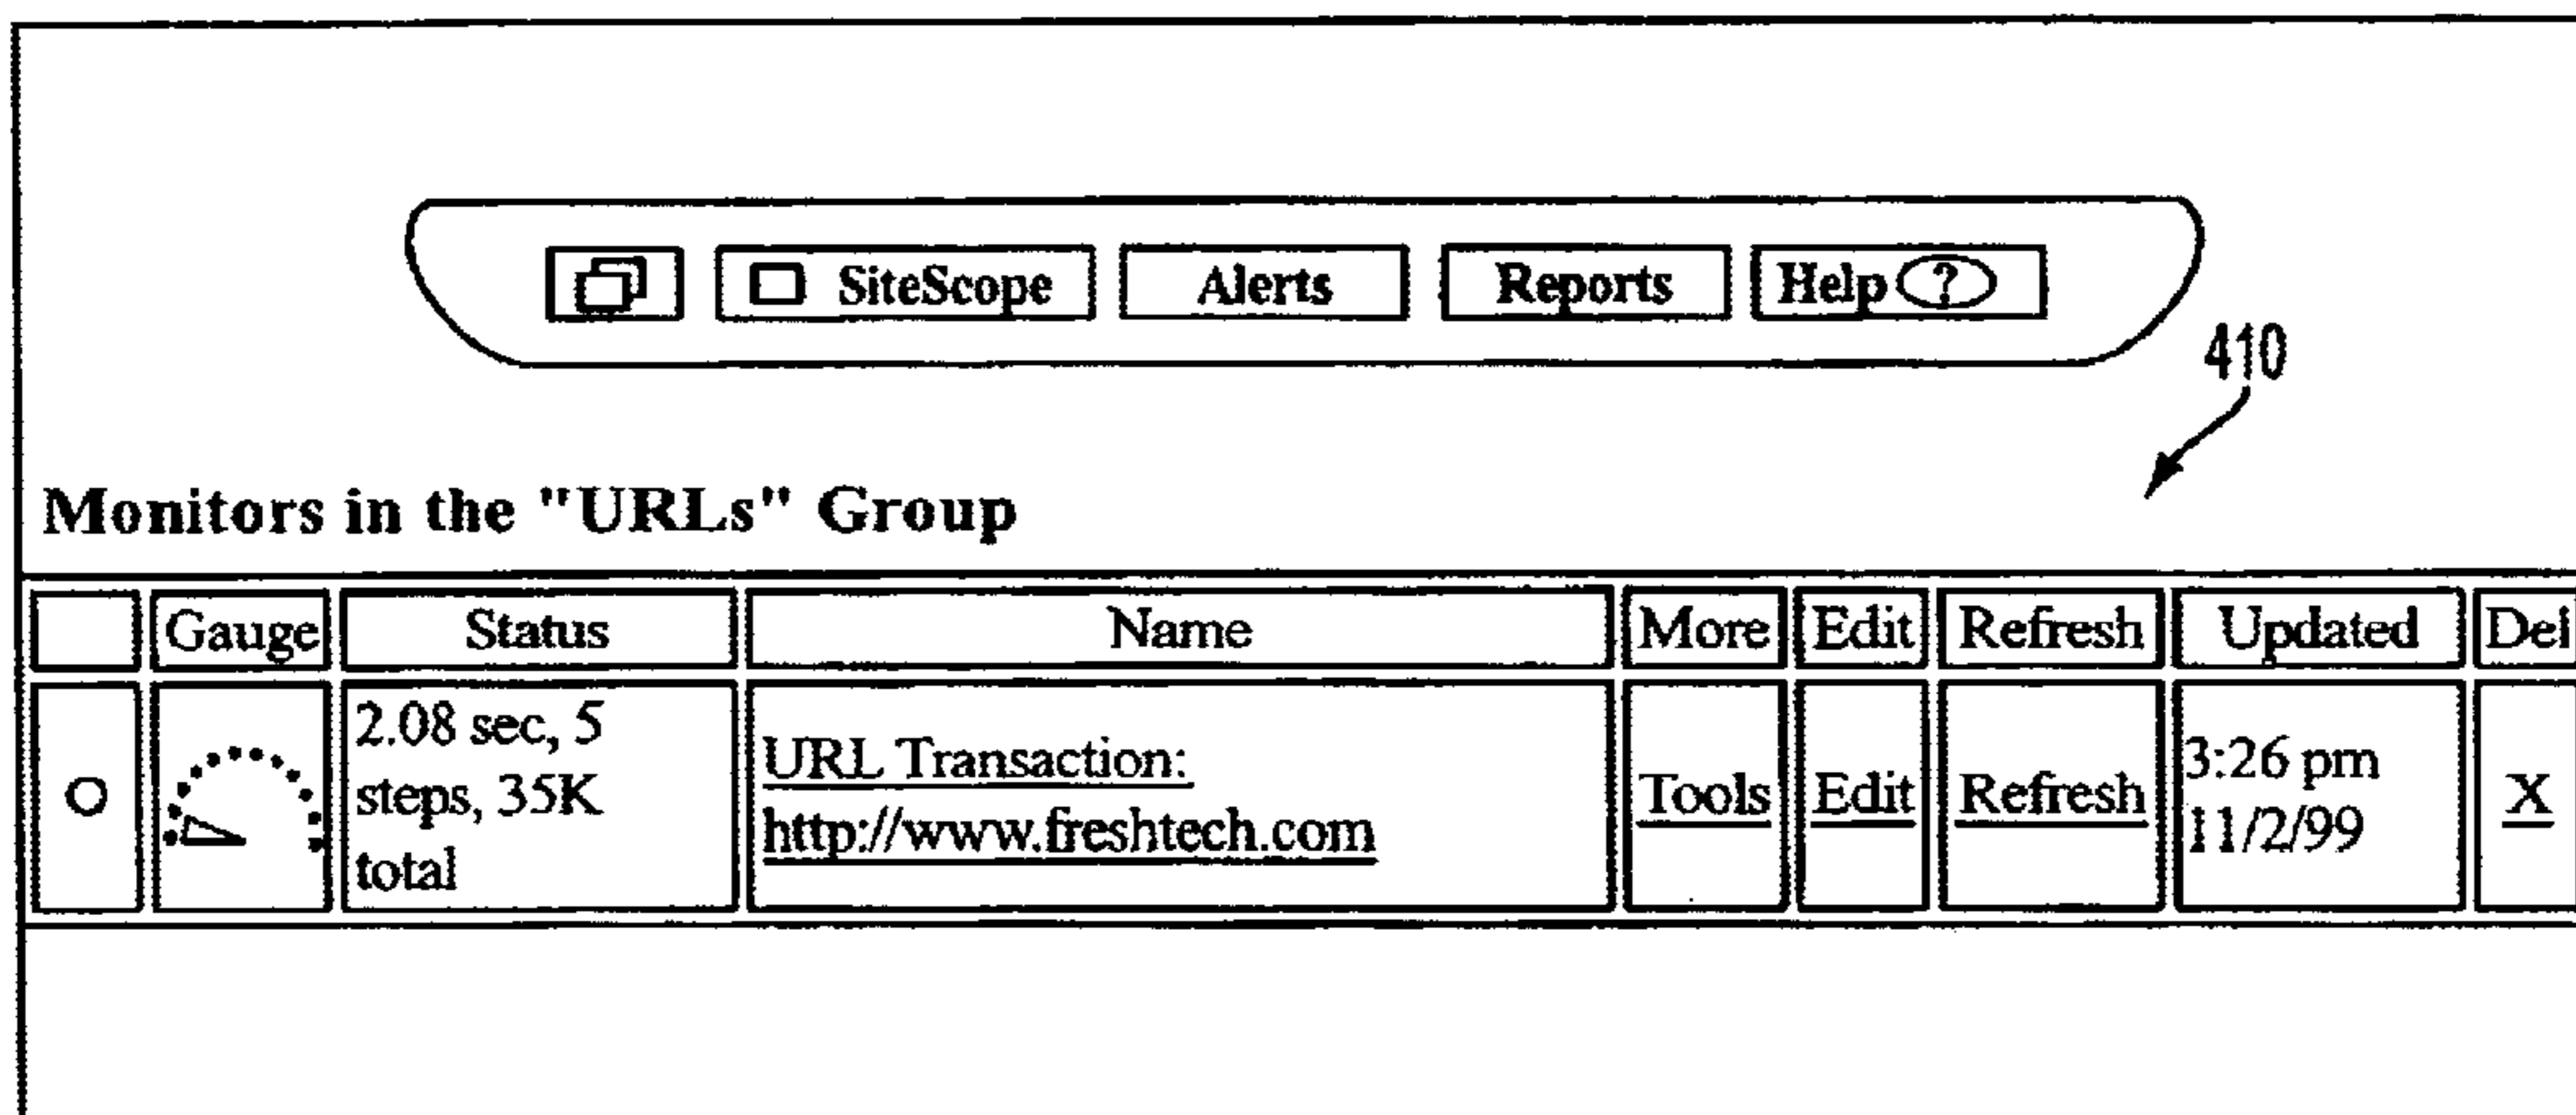 SiteScope Alerts Reports Help ?
410
Monitors in the "URLs" Group
Gauge Status Name More Edit Refresh Updated Del
2.08 sec, 5
steps, 35K
total
URL Transaction:
http://www.freshtech.com
Tools Edit Refresh
3:26 pm
11/2/99
X